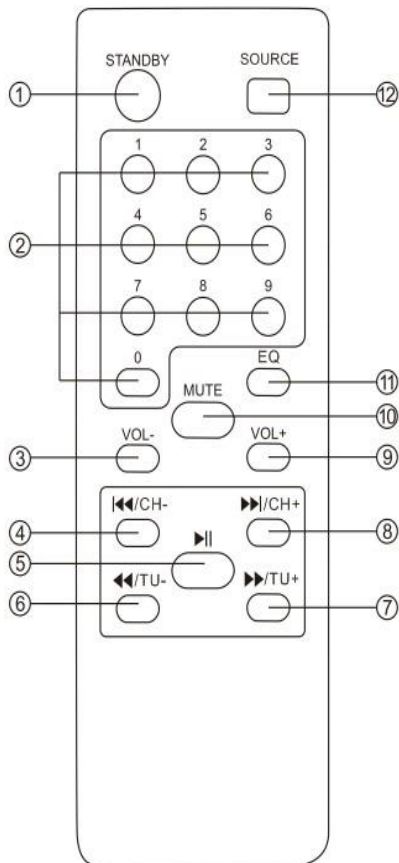 STANDBY SOURCE
① ⑫
1 2 3
4 5 6
②
7 8 9
0 EQ
⑪
MUTE
⑩
VOL- VOL+
③ ⑨
⏮/CH- ⏭/CH+
④ ⑧
⏯
⑤
⏪/TU- ⏩/TU+
⑥ ⑦